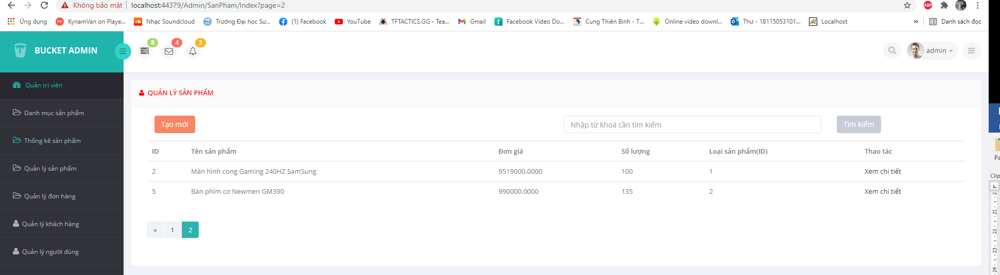 Không bảo mật localhost:44379/Admin/SanPham/Index?page=2 ABP
Ứng dụng KynamVan on Playe... Nhạc Soundcloud Trường Đại học Sư... (1) Facebook YouTube TFTACTICS.GG - Tea... Gmail Facebook Video Do... Cung Thiên Bình - T... Online video downl... Thư - 18115053101... Localhost » Danh sách đọc
BUCKET ADMIN 8 4 3 admin
Quản trị viên
Danh mục sản phẩm
Thống kê sản phẩm
Quản lý sản phẩm
Quản lý đơn hàng
Quản lý khách hàng
Quản lý người dùng
QUẢN LÝ SẢN PHẨM
Tạo mới Nhập từ khoá cần tìm kiếm Tìm kiếm
ID Tên sản phẩm Đơn giá Số lượng Loại sản phẩm(ID) Thao tác
2 Màn hình cong Gaming 240HZ SamSung 9519000.0000 100 1 Xem chi tiết
5 Bàn phím cơ Newmen GM390 990000.0000 135 2 Xem chi tiết
« 1 2
Clip
21
22
23
24